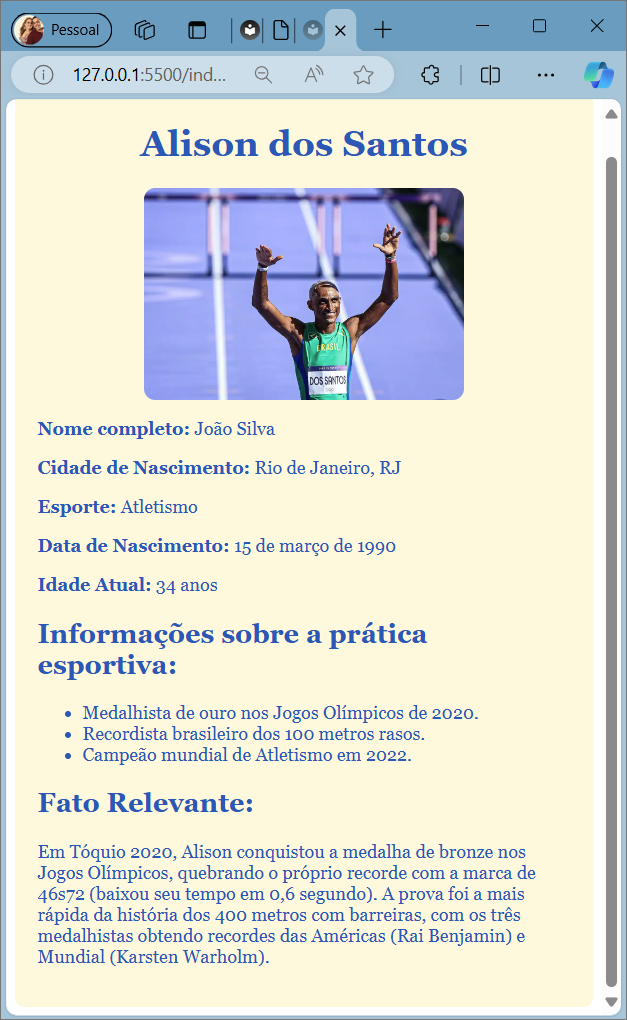 Pessoal
127.0.0.1:5500/ind...
Alison dos Santos
BRASIL
DOS SANTOS
Nome completo: João Silva
Cidade de Nascimento: Rio de Janeiro, RJ
Esporte: Atletismo
Data de Nascimento: 15 de março de 1990
Idade Atual: 34 anos
Informações sobre a prática
esportiva:
• Medalhista de ouro nos Jogos Olímpicos de 2020.
• Recordista brasileiro dos 100 metros rasos.
• Campeão mundial de Atletismo em 2022.
Fato Relevante:
Em Tóquio 2020, Alison conquistou a medalha de bronze nos
Jogos Olímpicos, quebrando o próprio recorde com a marca de
46s72 (baixou seu tempo em 0,6 segundo). A prova foi a mais
rápida da história dos 400 metros com barreiras, com os três
medalhistas obtendo recordes das Américas (Rai Benjamin) e
Mundial (Karsten Warholm).